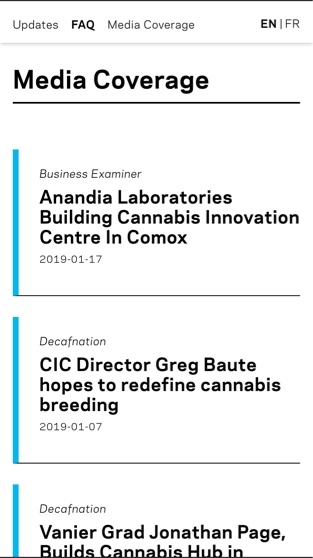 Updates FAQ Media Coverage EN | FR
Media Coverage
Business Examiner
Anandia Laboratories
Building Cannabis Innovation
Centre In Comox
2019-01-17
Decafnation
CIC Director Greg Baute
hopes to redefine cannabis
breeding
2019-01-07
Decafnation
Vanier Grad Jonathan Page,
Builds Cannabis Hub in